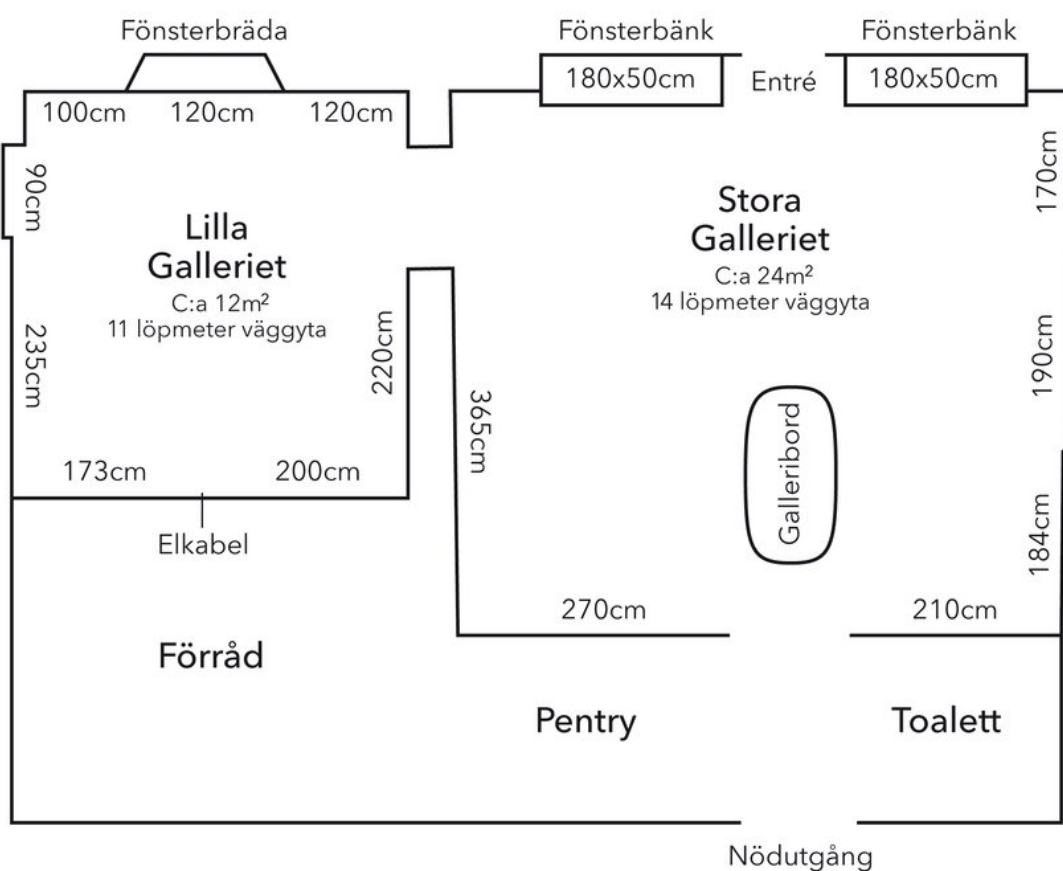 Fönsterbräda
Fönsterbänk
Fönsterbänk
180x50cm
Entré
180x50cm
100cm
120cm
120cm
90cm
170cm
Lilla
Galleriet
C:a 12m²
11 löpmeter väggyta
Stora
Galleriet
C:a 24m²
14 löpmeter väggyta
235cm
220cm
190cm
365cm
Galleribord
173cm
200cm
Elkabel
184cm
270cm
210cm
Förråd
Pentry
Toalett
Nödutgång